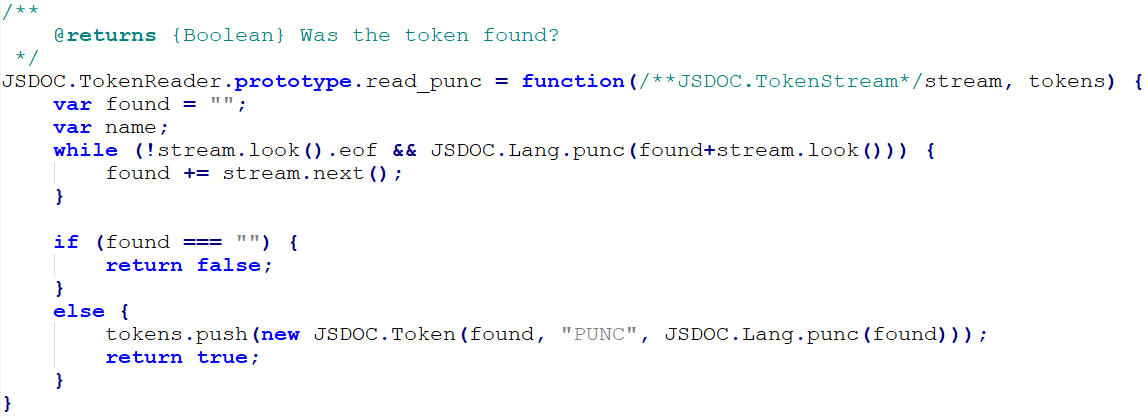 /**
    @returns {Boolean} Was the token found?
 */
JSDOC.TokenReader.prototype.read_punc = function(/**JSDOC.TokenStream*/stream, tokens) {
    var found = "";
    var name;
    while (!stream.look().eof && JSDOC.Lang.punc(found+stream.look())) {
        found += stream.next();
    }

    if (found === "") {
        return false;
    }
    else {
        tokens.push(new JSDOC.Token(found, "PUNC", JSDOC.Lang.punc(found)));
        return true;
    }
}